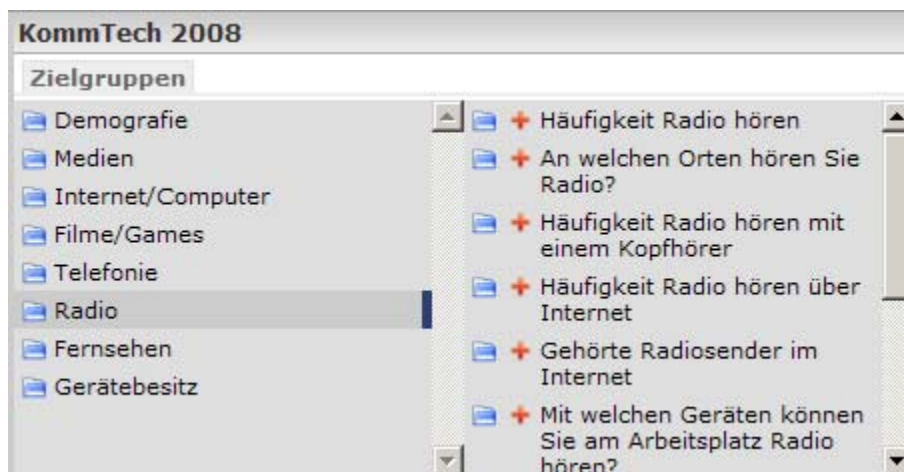 KommTech 2008
Zielgruppen
Demografie
Medien
Internet/Computer
Filme/Games
Telefonie
Radio
Fernsehen
Gerätebesitz
Häufigkeit Radio hören
An welchen Orten hören Sie
Radio?
Häufigkeit Radio hören mit
einem Kopfhörer
Häufigkeit Radio hören über
Internet
Gehörte Radiosender im
Internet
Mit welchen Geräten können
Sie am Arbeitsplatz Radio
hören?